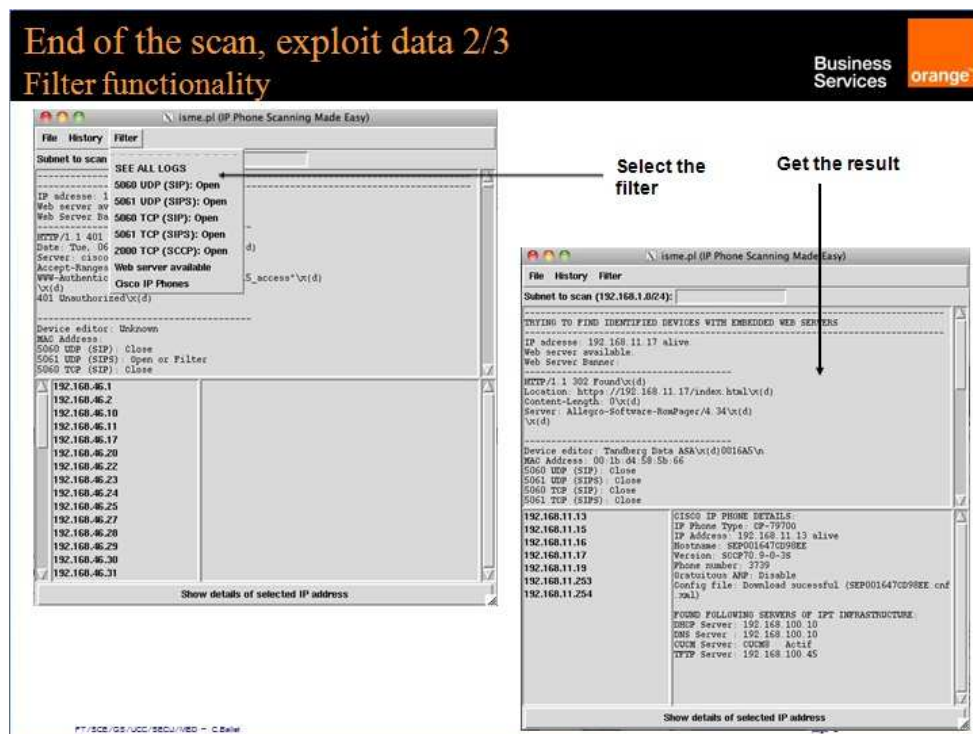 End of the scan, exploit data 2/3
Filter functionality
Business
Services
orange™
isme.pl (IP Phone Scanning Made Easy)
File History Filter
Subnet to scan
SEE ALL LOGS
5060 UDP (SIP): Open
5061 UDP (SIPS): Open
5060 TCP (SIP): Open
5061 TCP (SIPS): Open
2000 TCP (SCCP): Open
Web server available
Cisco IP Phones
IP adresse: 1
Web server av
Web Server Ba
HTTP/1.1 401
Date: Tue, 06 d)
Server: cisco
Accept-Ranges
WWW-Authentic 5_access"\x(d)
\x(d)
401 Unauthorized\x(d)
Device editor: Unknown
MAC Address:
5060 UDP (SIP): Close
5061 UDP (SIPS): Open or Filter
5060 TCP (SIP): Close
192.168.46.1
192.168.46.2
192.168.46.10
192.168.46.11
192.168.46.17
192.168.46.20
192.168.46.22
192.168.46.23
192.168.46.24
192.168.46.25
192.168.46.27
192.168.46.28
192.168.46.29
192.168.46.30
192.168.46.31
Show details of selected IP address
Select the
filter
Get the result
isme.pl (IP Phone Scanning Made Easy)
File History Filter
Subnet to scan (192.168.1.0/24):
TRYING TO FIND IDENTIFIED DEVICES WITH EMBEDDED WEB SERVERS
IP adresse: 192.168.11.17 alive
Web server available.
Web Server Banner:
HTTP/1.1 302 Found\x(d)
Location: https://192.168.11.17/index.html\x(d)
Content-Length: 0\x(d)
Server: Allegro-Software-RomPager/4.34\x(d)
\x(d)
Device editor: Tandberg Data ASA\x(d)0016A5\n
MAC Address: 00:1b:d4:58:5b:66
5060 UDP (SIP): Close
5061 UDP (SIPS): Close
5060 TCP (SIP): Close
5061 TCP (SIPS): Close
192.168.11.13
192.168.11.15
192.168.11.16
192.168.11.17
192.168.11.19
192.168.11.253
192.168.11.254
CISCO IP PHONE DETAILS:
IP Phone Type: CP-7970G
IP Address: 192.168.11.13 alive
Hostname: SEP001647CD98EE
Version: SCCP70.9-0-3S
Phone number: 3739
Gratuitous ARP: Disable
Config file: Download sucessful (SEP001647CD98EE.cnf
.xml)
FOUND FOLLOWING SERVERS OF IPT INFRASTRUCTURE:
DHCP Server: 192.168.100.10
DNS Server : 192.168.100.10
CUCM Server: CUCM8 Actif
TFTP Server: 192.168.100.45
Show details of selected IP address
FT/SCE/GS/UCC/SECU/MED – C.Bailet